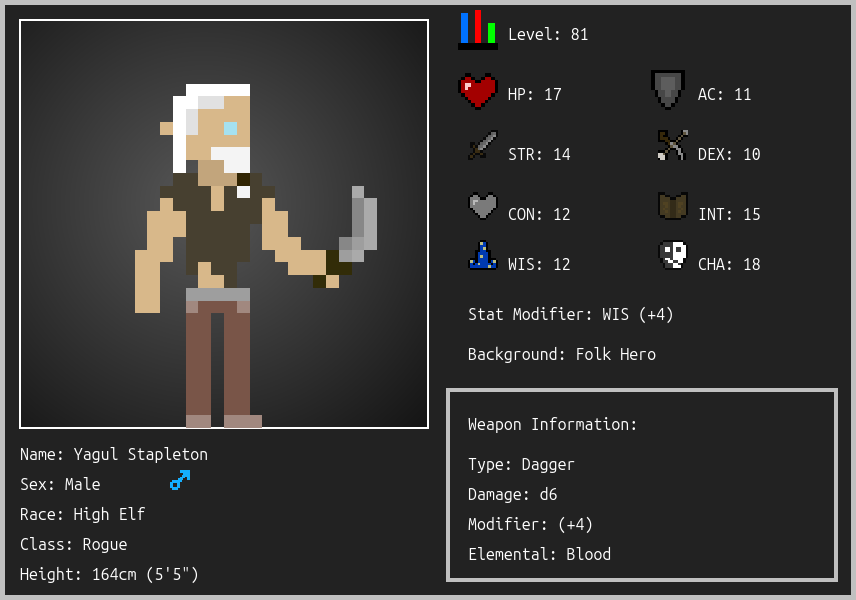 Level: 81
HP: 17
AC: 11
STR: 14
DEX: 10
CON: 12
INT: 15
WIS: 12
CHA: 18
Stat Modifier: WIS (+4)
Background: Folk Hero
Weapon Information:
Type: Dagger
Damage: d6
Modifier: (+4)
Elemental: Blood
Name: Yagul Stapleton
Sex: Male
Race: High Elf
Class: Rogue
Height: 164cm (5'5")